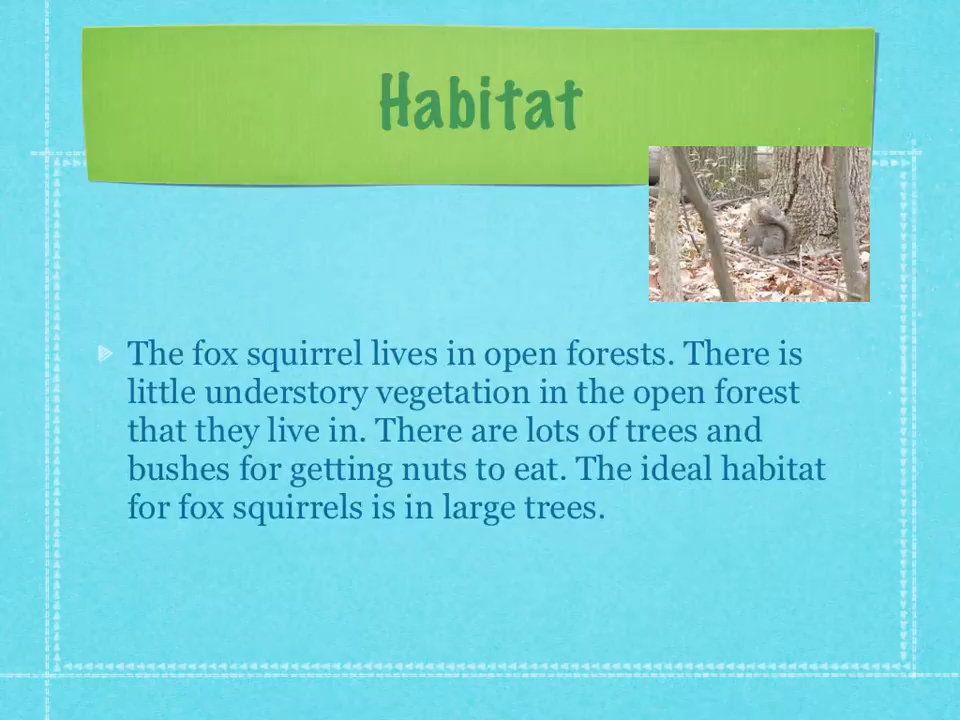 Habitat
The fox squirrel lives in open forests. There is
little understory vegetation in the open forest
that they live in. There are lots of trees and
bushes for getting nuts to eat. The ideal habitat
for fox squirrels is in large trees.